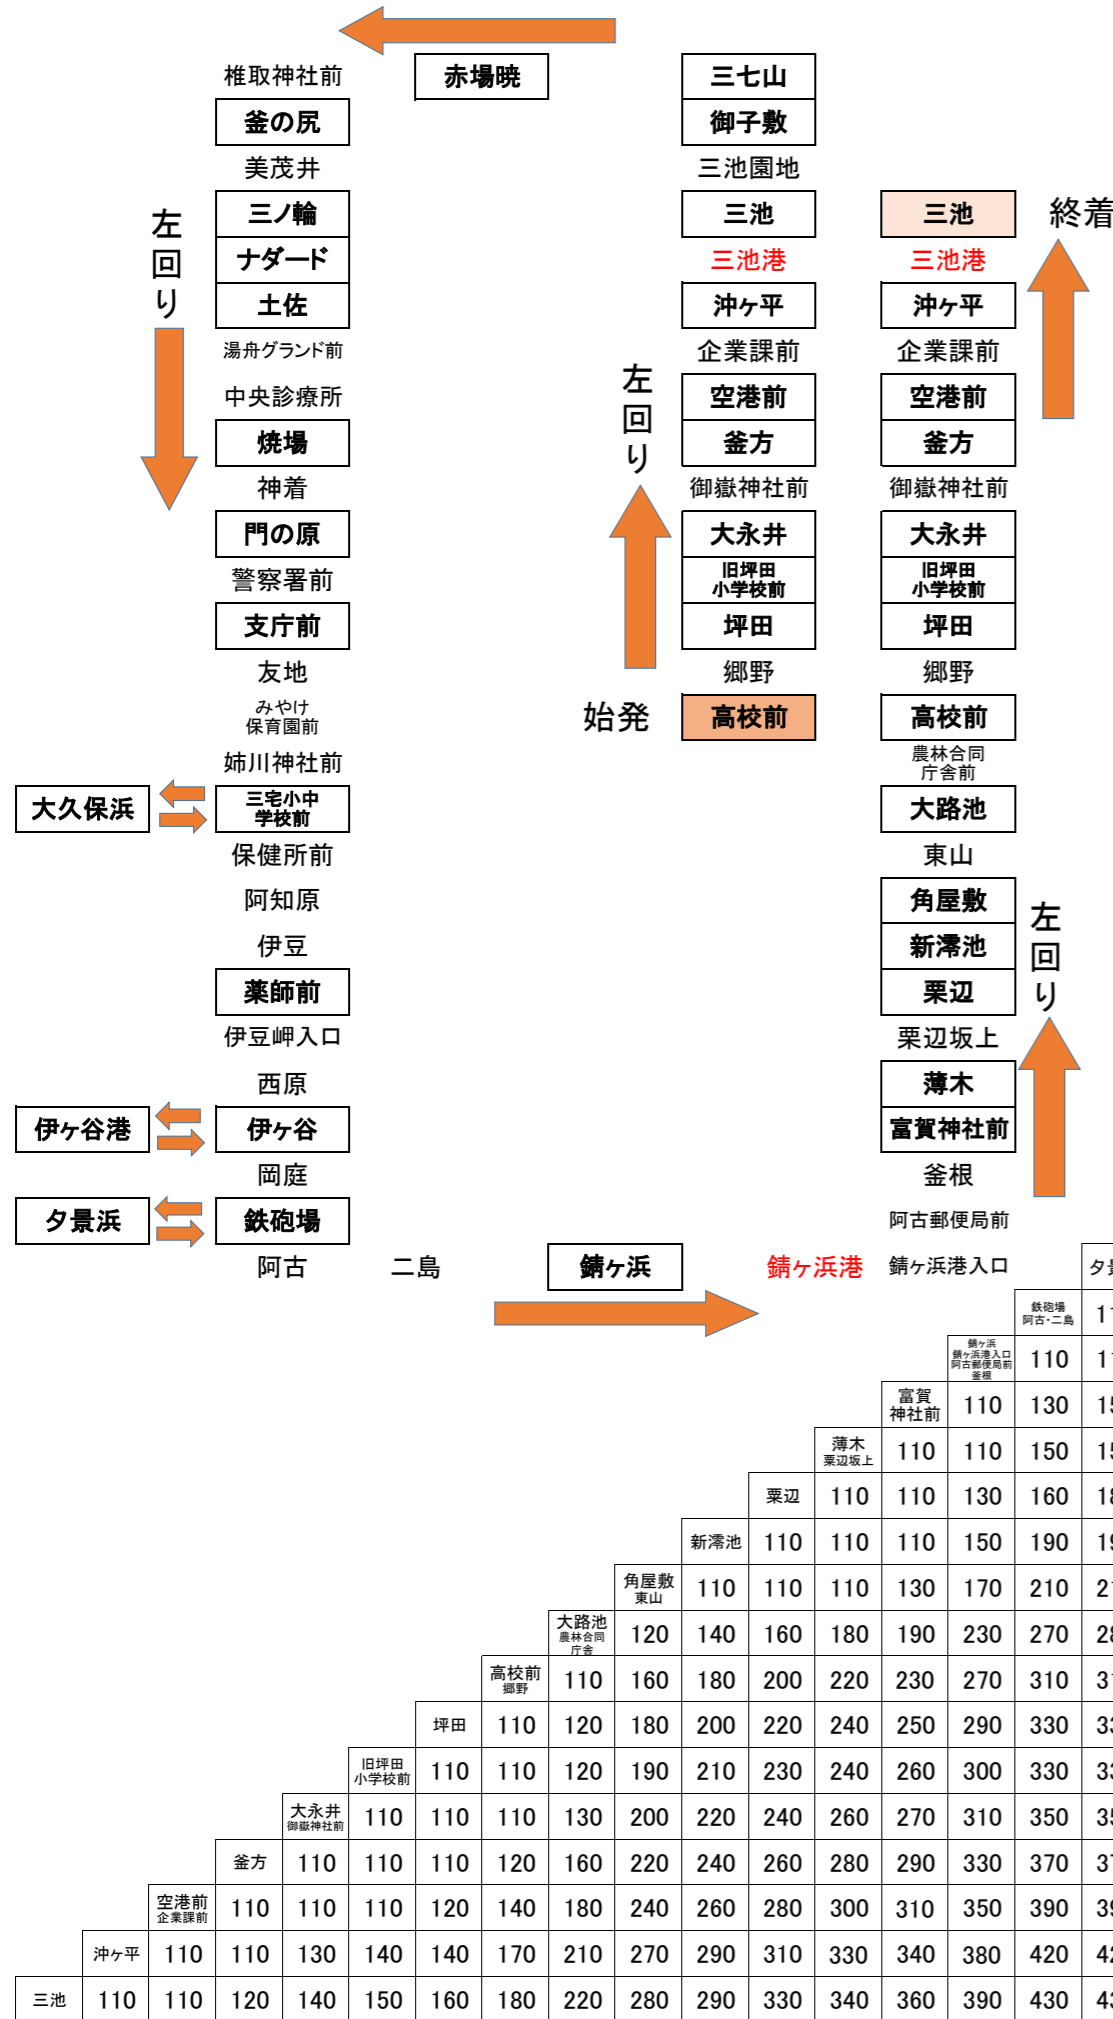 椎取神社前 赤場暁 三七山
釜の尻 御子敷
美茂井 三池園地
三ノ輪 三池 三池 終着
左回り
ナダード 三池港 三池港
土佐 沖ヶ平 沖ヶ平
湯舟グランド前 企業課前 企業課前
左回り
中央診療所 空港前 空港前
焼場 釜方 釜方
神着 御嶽神社前 御嶽神社前
門の原 大永井 大永井
警察署前 旧坪田 旧坪田
小学校前 小学校前
支庁前 坪田 坪田
友地 郷野 郷野
みやけ
保育園前 始発 高校前 高校前
姉川神社前 農林合同
庁舎前
大久保浜 三宅小中
学校前 大路池
保健所前 東山
阿知原 角屋敷
左回り
伊豆 新澪池
薬師前 栗辺
伊豆岬入口 栗辺坂上
西原 薄木
伊ヶ谷港 伊ヶ谷 富賀神社前
岡庭 釜根
夕景浜 鉄砲場 阿古郵便局前
阿古 二島 錆ヶ浜 錆ヶ浜港 錆ヶ浜港入口
鉄砲場
阿古・二島
錆ヶ浜
錆ヶ浜港入口
阿古郵便局前
釜根 110
富賀
神社前 110 130
薄木
粟辺坂上 110 110 150
粟辺 110 110 130 160
新澪池 110 110 110 150 190
角屋敷
東山 110 110 110 130 170 210
大路池
農林合同
庁舎 120 140 160 180 190 230 270
高校前
郷野 110 160 180 200 220 230 270 310
坪田 110 120 180 200 220 240 250 290 330
旧坪田
小学校前 110 110 120 190 210 230 240 260 300 330
大永井
御嶽神社前 110 110 110 130 200 220 240 260 270 310 350
釜方 110 110 110 120 160 220 240 260 280 290 330 370
空港前
企業課前 110 110 110 120 140 180 240 260 280 300 310 350 390
沖ヶ平 110 110 130 140 140 170 210 270 290 310 330 340 380 420
三池 110 110 120 140 150 160 180 220 280 290 330 340 360 390 430